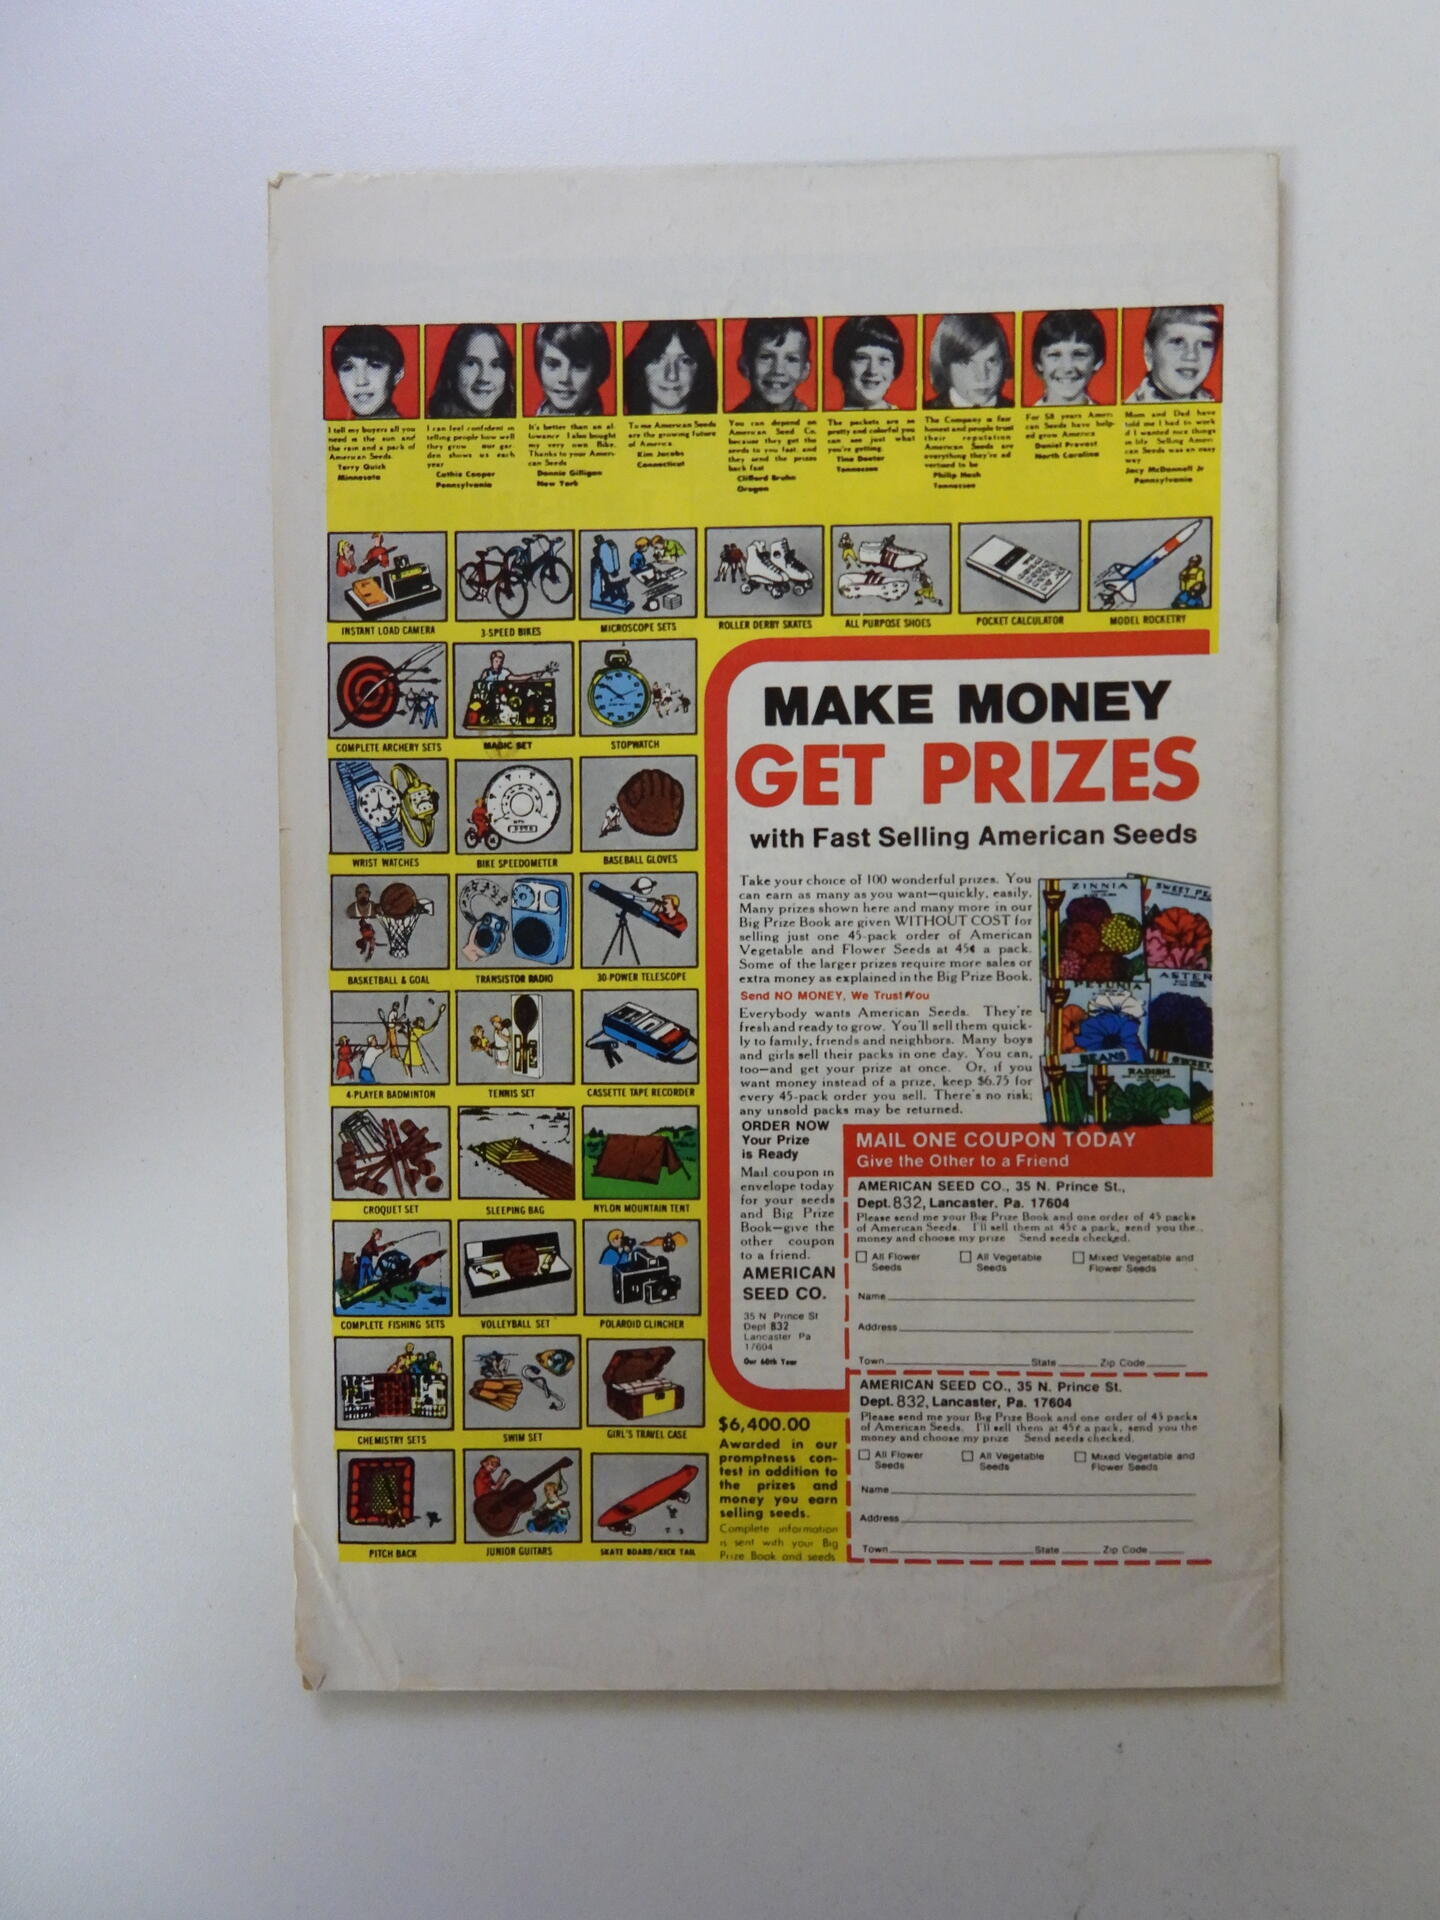 I tell my buyers all you
need is the sun and
the rain and a pack of
American Seeds.
Terry Quick
Minnesota
I can feel confident in
telling people how well
they grow our gar-
den shows us each
year
Cathie Cooper
Pennsylvania
It's better than an al-
lowance I also bought
my very own Bike.
Thanks to your Ameri-
can Seeds
Donnie Gilligan
New York
To me American Seeds
are the growing future
of America
Kim Jacobs
Connecticut
You can depend on
American Seed Co.
because they get the
seeds to you fast, and
they send the prizes
back fast
Clifford Bruhn
Oregon
The packets are so
pretty and colorful you
can see just what
you're getting.
Tina Deeter
Tennessee
The Company is fair
honest and people trust
their reputation
American Seeds are
everything they're ad
vertised to be
Philip Nash
Tennessee
For 58 years Ameri
can Seeds have help-
ed grow America
Daniel Prevost
North Carolina
Mom and Dad have
told me I had to work
if I wanted nice things
in life Selling Ameri
can Seeds was an easy
way
Jacy McDonnell Jr
Pennsylvania
INSTANT LOAD CAMERA
3-SPEED BIKES
MICROSCOPE SETS
ROLLER DERBY SKATES
ALL PURPOSE SHOES
POCKET CALCULATOR
MODEL ROCKETRY
COMPLETE ARCHERY SETS
MAGIC SET
STOPWATCH
WRIST WATCHES
BIKE SPEEDOMETER
BASEBALL GLOVES
BASKETBALL & GOAL
TRANSISTOR RADIO
30-POWER TELESCOPE
4-PLAYER BADMINTON
TENNIS SET
CASSETTE TAPE RECORDER
CROQUET SET
SLEEPING BAG
NYLON MOUNTAIN TENT
COMPLETE FISHING SETS
VOLLEYBALL SET
POLAROID CLINCHER
CHEMISTRY SETS
SWIM SET
GIRL'S TRAVEL CASE
PITCH BACK
JUNIOR GUITARS
SKATE BOARD/KICK TAIL
MAKE MONEY
GET PRIZES
with Fast Selling American Seeds
Take your choice of 100 wonderful prizes. You
can earn as many as you want—quickly, easily.
Many prizes shown here and many more in our
Big Prize Book are given WITHOUT COST for
selling just one 45-pack order of American
Vegetable and Flower Seeds at 45¢ a pack.
Some of the larger prizes require more sales or
extra money as explained in the Big Prize Book.
Send NO MONEY, We Trust You
Everybody wants American Seeds. They're
fresh and ready to grow. You'll sell them quick-
ly to family, friends and neighbors. Many boys
and girls sell their packs in one day. You can,
too—and get your prize at once. Or, if you
want money instead of a prize, keep $6.75 for
every 45-pack order you sell. There's no risk;
any unsold packs may be returned.
ZINNIA
SWEET PE
ASTER
PETUNIA
BEANS
SWEET
RADISH
ORDER NOW
Your Prize
is Ready
Mail coupon in
envelope today
for your seeds
and Big Prize
Book—give the
other coupon
to a friend.
AMERICAN
SEED CO.
35 N Prince St
Dept 832
Lancaster Pa
17604
Our 60th Year
MAIL ONE COUPON TODAY
Give the Other to a Friend
AMERICAN SEED CO., 35 N. Prince St.,
Dept. 832, Lancaster, Pa. 17604
Please send me your Big Prize Book and one order of 45 packs
of American Seeds. I'll sell them at 45¢ a pack, send you the
money and choose my prize Send seeds checked.
All Flower Seeds
All Vegetable Seeds
Mixed Vegetable and Flower Seeds
Name
Address
Town State Zip Code
AMERICAN SEED CO., 35 N. Prince St.
Dept. 832, Lancaster, Pa. 17604
Please send me your Big Prize Book and one order of 45 packs
of American Seeds. I'll sell them at 45¢ a pack, send you the
money and choose my prize Send seeds checked.
All Flower Seeds
All Vegetable Seeds
Mixed Vegetable and Flower Seeds
Name
Address
Town State Zip Code
$6,400.00
Awarded in our
promptness con-
test in addition to
the prizes and
money you earn
selling seeds.
Complete information
is sent with your Big
Prize Book and seeds